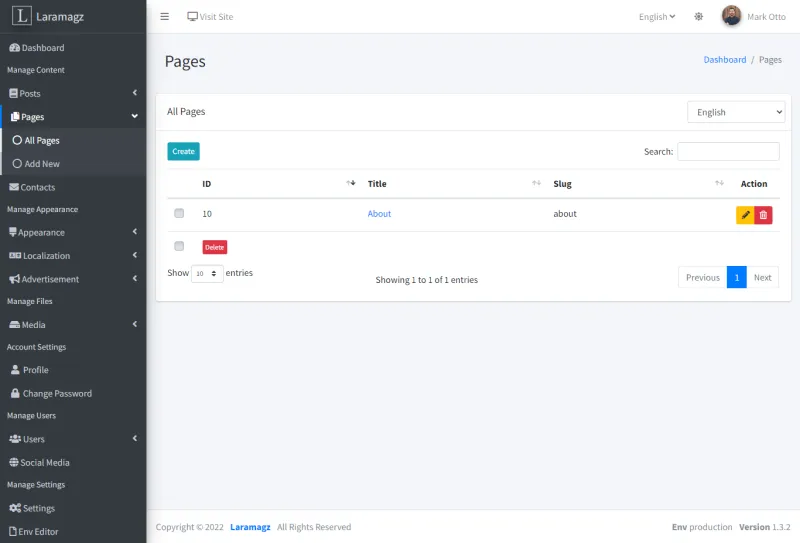 L Laramagz
Visit Site
English
Mark Otto
Dashboard
Manage Content
Posts
Pages
All Pages
Add New
Contacts
Manage Appearance
Appearance
Localization
Advertisement
Manage Files
Media
Account Settings
Profile
Change Password
Manage Users
Users
Social Media
Manage Settings
Settings
Env Editor
Pages
Dashboard / Pages
All Pages
English
Create
Search:
ID Title Slug Action
10 About about
Delete
Show 10 entries
Showing 1 to 1 of 1 entries
Previous 1 Next
Copyright © 2022 Laramagz All Rights Reserved
Env production Version 1.3.2